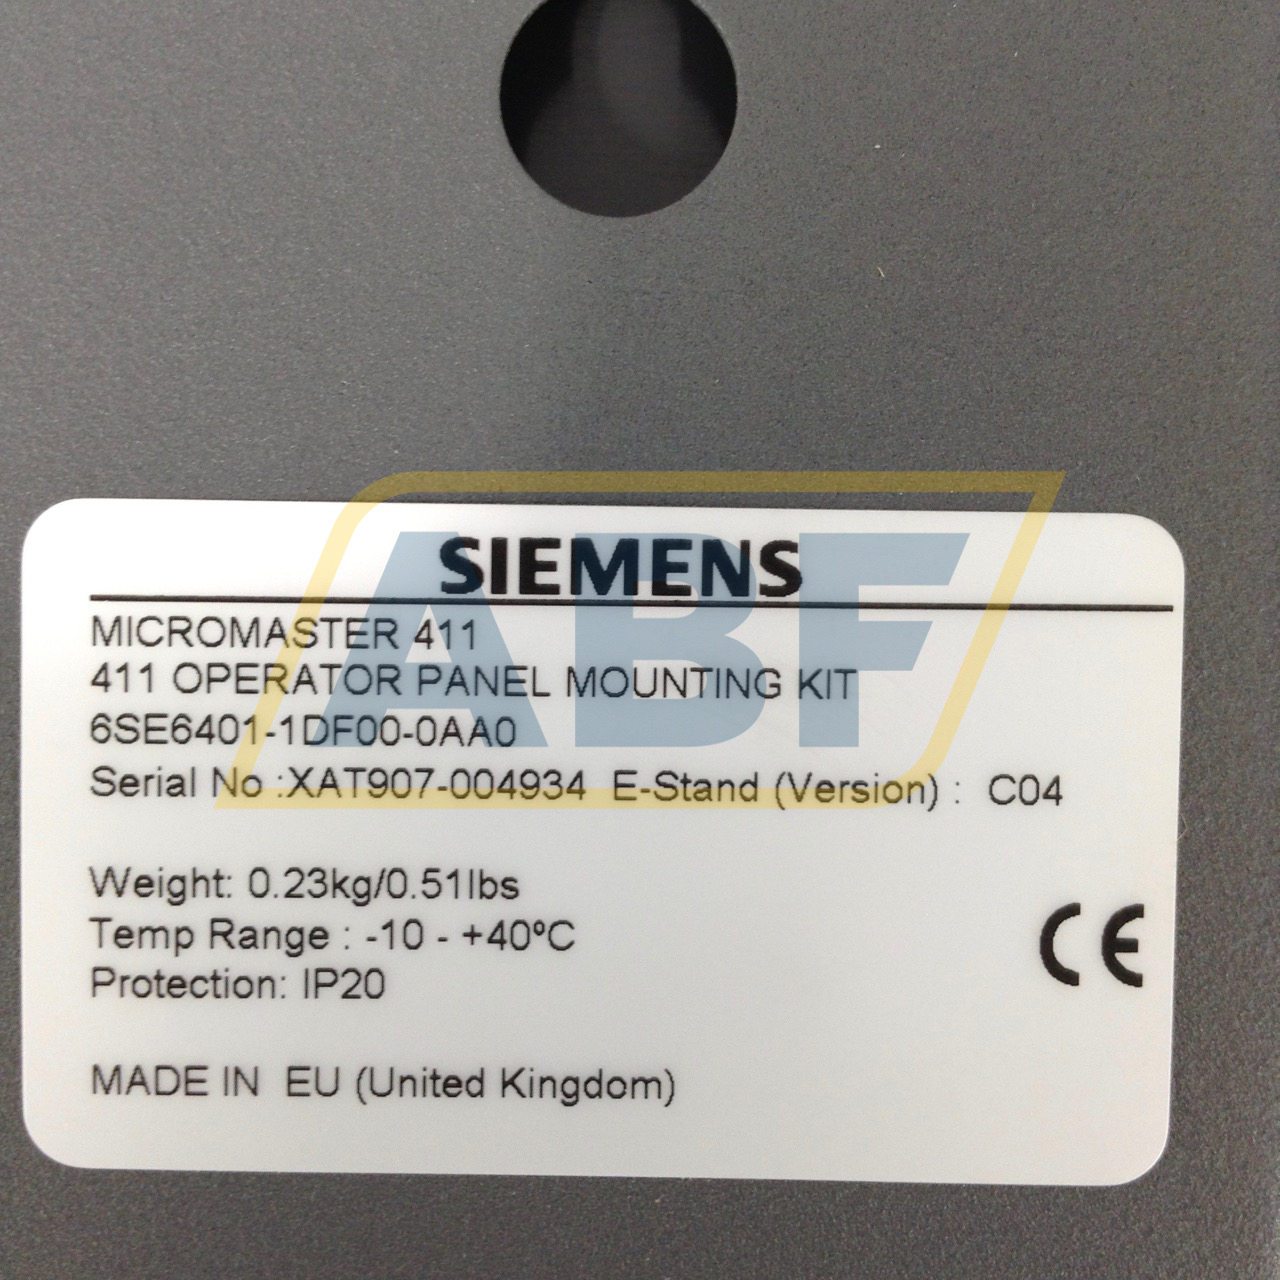 SIEMENS
MICROMASTER 411
411 OPERATOR PANEL MOUNTING KIT
6SE6401-1DF00-0AA0
Serial No :XAT907-004934 E-Stand (Version) : C04
Weight: 0.23kg/0.51lbs
Temp Range : -10 - +40ºC
Protection: IP20
CE
MADE IN EU (United Kingdom)
ABF